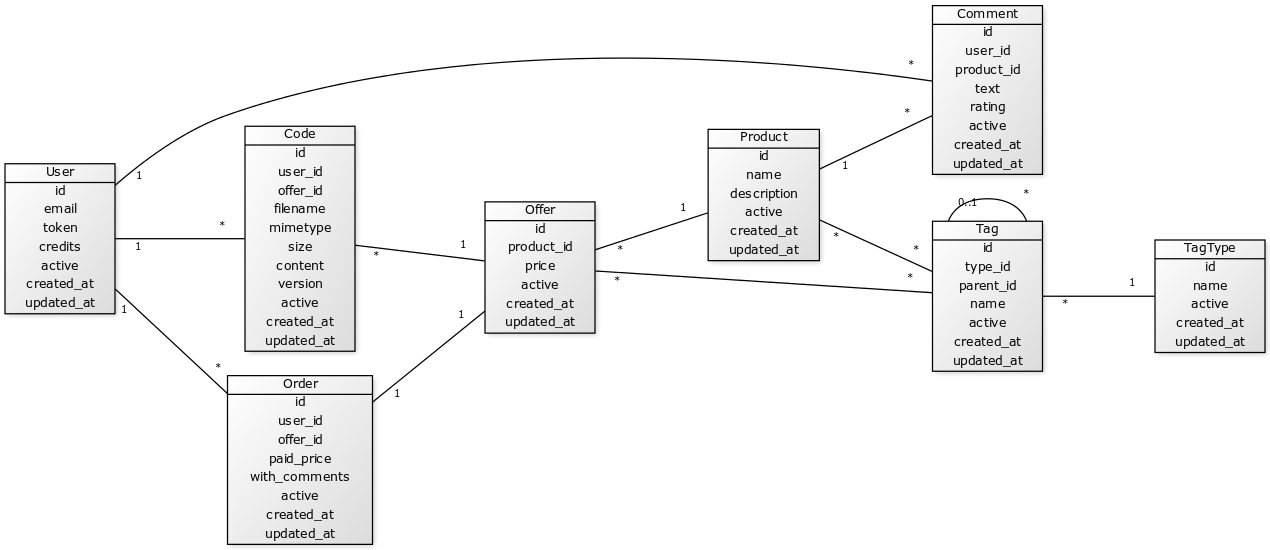 User
id
email
token
credits
active
created_at
updated_at
1
1
1
Code
id
user_id
offer_id
filename
mimetype
size
content
version
active
created_at
updated_at
*
*
Order
id
user_id
offer_id
paid_price
with_comments
active
created_at
updated_at
*
1
Offer
id
product_id
price
active
created_at
updated_at
1
1
*
*
Product
id
name
description
active
created_at
updated_at
1
1
*
Comment
id
user_id
product_id
text
rating
active
created_at
updated_at
*
*
Tag
id
type_id
parent_id
name
active
created_at
updated_at
0..1
*
*
*
*
TagType
id
name
active
created_at
updated_at
1